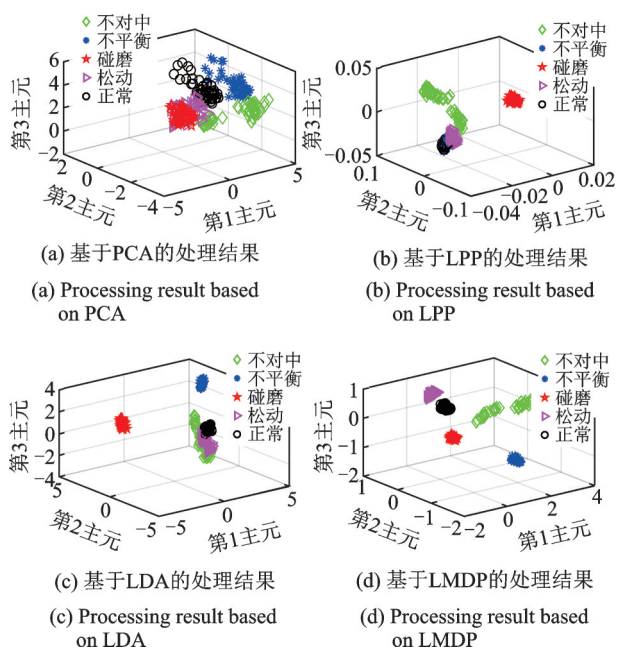 不对中
不平衡
碰磨
松动
正常
6
4
2
0
−2
第3主元
2
0
−2
−4
第2主元
−5
0
5
第1主元
(a) 基于PCA的处理结果
(a) Processing result based
on PCA
不对中
不平衡
碰磨
松动
正常
0.05
0
−0.05
第3主元
0.1
0
−0.1
第2主元
−0.04
−0.02
0
0.02
第1主元
(b) 基于LPP的处理结果
(b) Processing result based
on LPP
不对中
不平衡
碰磨
松动
正常
4
2
0
−2
−4
第3主元
5
0
−5
第2主元
−5
0
5
第1主元
(c) 基于LDA的处理结果
(c) Processing result based
on LDA
不对中
不平衡
碰磨
松动
正常
1
0
−1
−2
第3主元
1
0
−1
−2
第2主元
−2
0
2
4
第1主元
(d) 基于LMDP的处理结果
(d) Processing result based
on LMDP